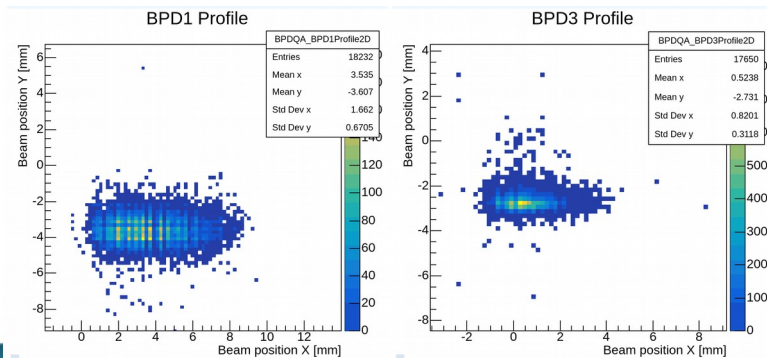 BPD1 Profile
BPDQA_BPD1Profile2D
Entries 18232
Mean x 3.535
Mean y -3.607
Std Dev x 1.662
Std Dev y 0.6705
Beam position Y [mm]
6
4
2
0
-2
-4
-6
-8
0 2 4 6 8 10 12
Beam position X [mm]
140
120
100
80
60
40
20
0
BPD3 Profile
BPDQA_BPD3Profile2D
Entries 17650
Mean x 0.5238
Mean y -2.731
Std Dev x 0.8201
Std Dev y 0.3118
Beam position Y [mm]
4
2
0
-2
-4
-6
-8
-2 0 2 4 6 8
Beam position X [mm]
500
400
300
200
100
0